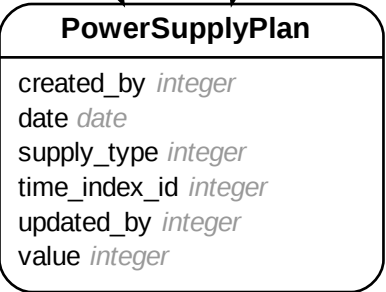 PowerSupplyPlan
created_by integer
date date
supply_type integer
time_index_id integer
updated_by integer
value integer